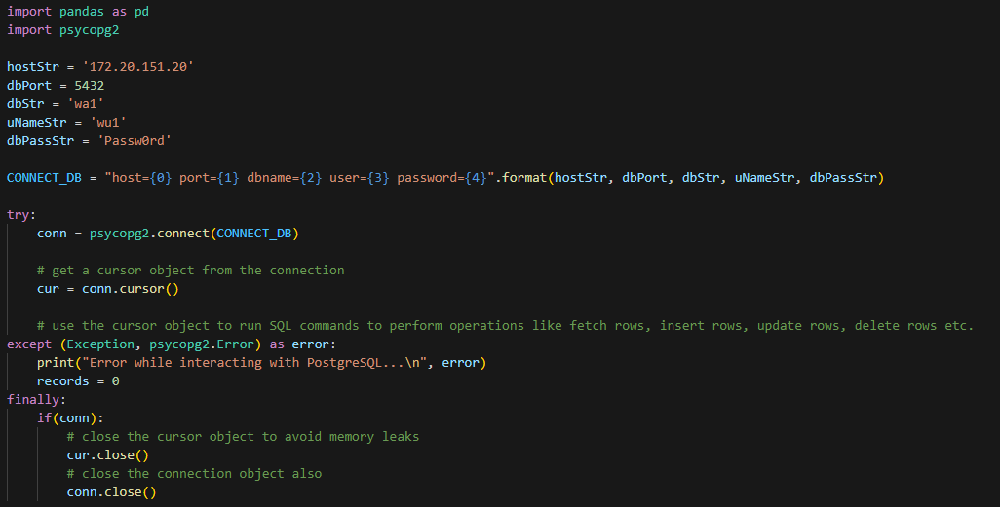 import pandas as pd
import psycopg2

hostStr = '172.20.151.20'
dbPort = 5432
dbStr = 'wa1'
uNameStr = 'wu1'
dbPassStr = 'Passw0rd'

CONNECT_DB = "host={0} port={1} dbname={2} user={3} password={4}".format(hostStr, dbPort, dbStr, uNameStr, dbPassStr)

try:
    conn = psycopg2.connect(CONNECT_DB)

    # get a cursor object from the connection
    cur = conn.cursor()

    # use the cursor object to run SQL commands to perform operations like fetch rows, insert rows, update rows, delete rows etc.
except (Exception, psycopg2.Error) as error:
    print("Error while interacting with PostgreSQL...\n", error)
    records = 0
finally:
    if(conn):
        # close the cursor object to avoid memory leaks
        cur.close()
        # close the connection object also
        conn.close()